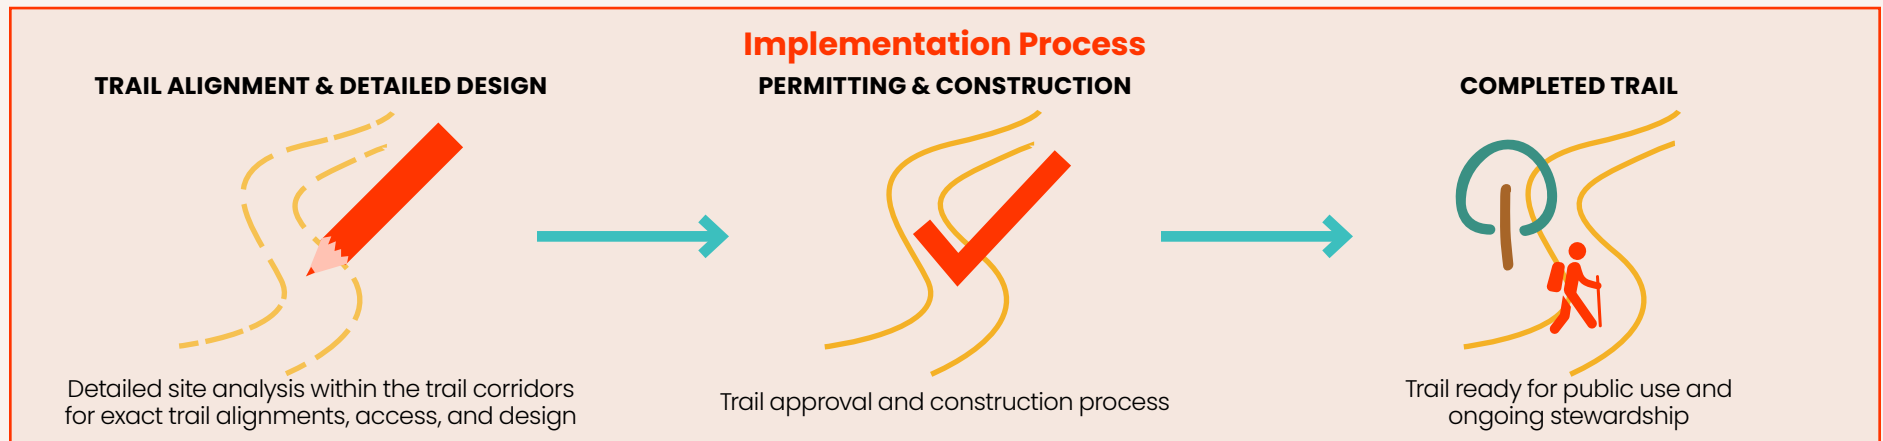 Implementation Process
TRAIL ALIGNMENT & DETAILED DESIGN
PERMITTING & CONSTRUCTION
COMPLETED TRAIL
Detailed site analysis within the trail corridors
for exact trail alignments, access, and design
Trail approval and construction process
Trail ready for public use and
ongoing stewardship